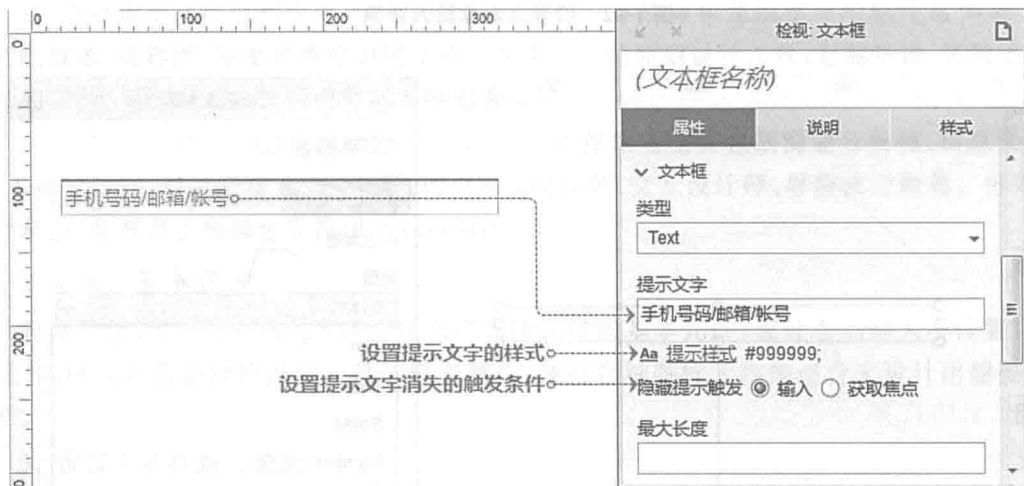 0 100 200 300
0
100
200
手机号码/邮箱/帐号
设置提示文字的样式
设置提示文字消失的触发条件
检视: 文本框
(文本框名称)
属性 说明 样式
文本框
类型
Text
提示文字
手机号码/邮箱/帐号
Aa 提示样式 #999999;
隐藏提示触发 输入 获取焦点
最大长度